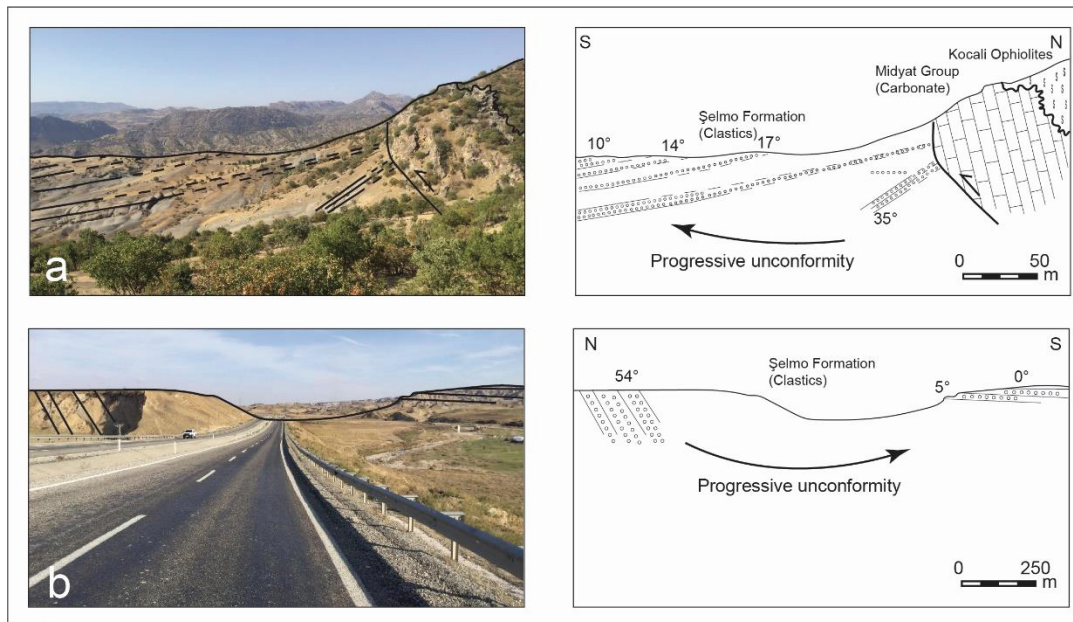 a
S
N
Kocali Ophiolites
Midyat Group
(Carbonate)
Şelmo Formation
(Clastics)
10°
14°
17°
35°
Progressive unconformity
0
50
m
b
N
S
Şelmo Formation
(Clastics)
54°
5°
0°
Progressive unconformity
0
250
m